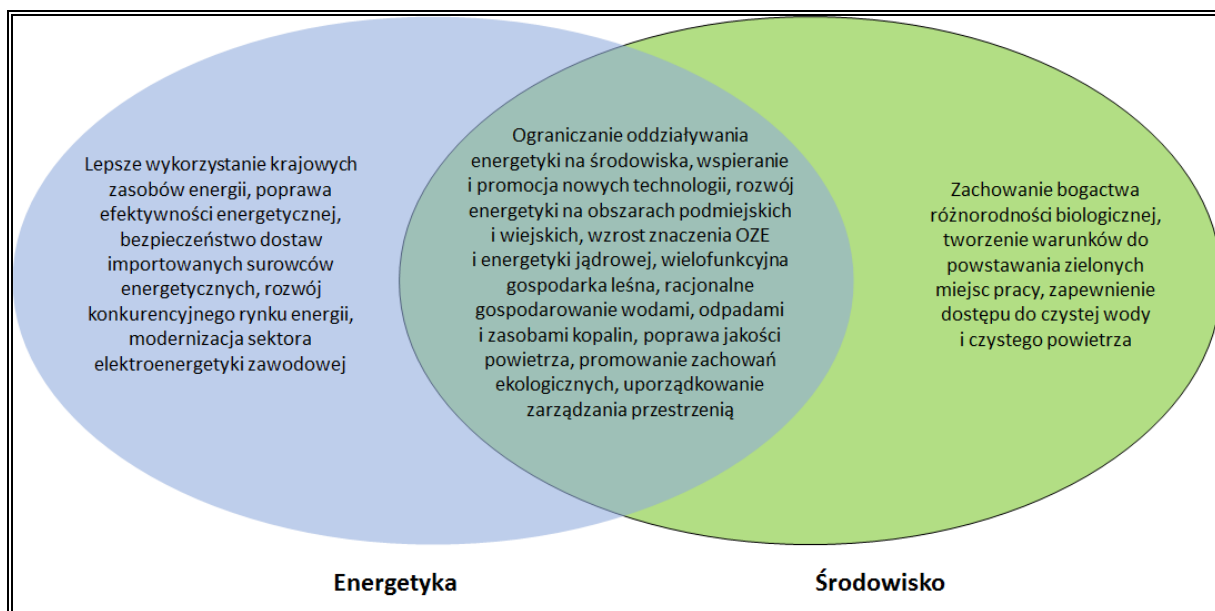 Lepsze wykorzystanie krajowych
zasobów energii, poprawa
efektywności energetycznej,
bezpieczeństwo dostaw
importowanych surowców
energetycznych, rozwój
konkurencyjnego rynku energii,
modernizacja sektora
elektroenergetyki zawodowej
Ograniczanie oddziaływania
energetyki na środowiska, wspieranie
i promocja nowych technologii, rozwój
energetyki na obszarach podmiejskich
i wiejskich, wzrost znaczenia OZE
i energetyki jądrowej, wielofunkcyjna
gospodarka leśna, racjonalne
gospodarowanie wodami, odpadami
i zasobami kopalin, poprawa jakości
powietrza, promowanie zachowań
ekologicznych, uporządkowanie
zarządzania przestrzenią
Zachowanie bogactwa
różnorodności biologicznej,
tworzenie warunków do
powstawania zielonych
miejsc pracy, zapewnienie
dostępu do czystej wody
i czystego powietrza
Energetyka
Środowisko